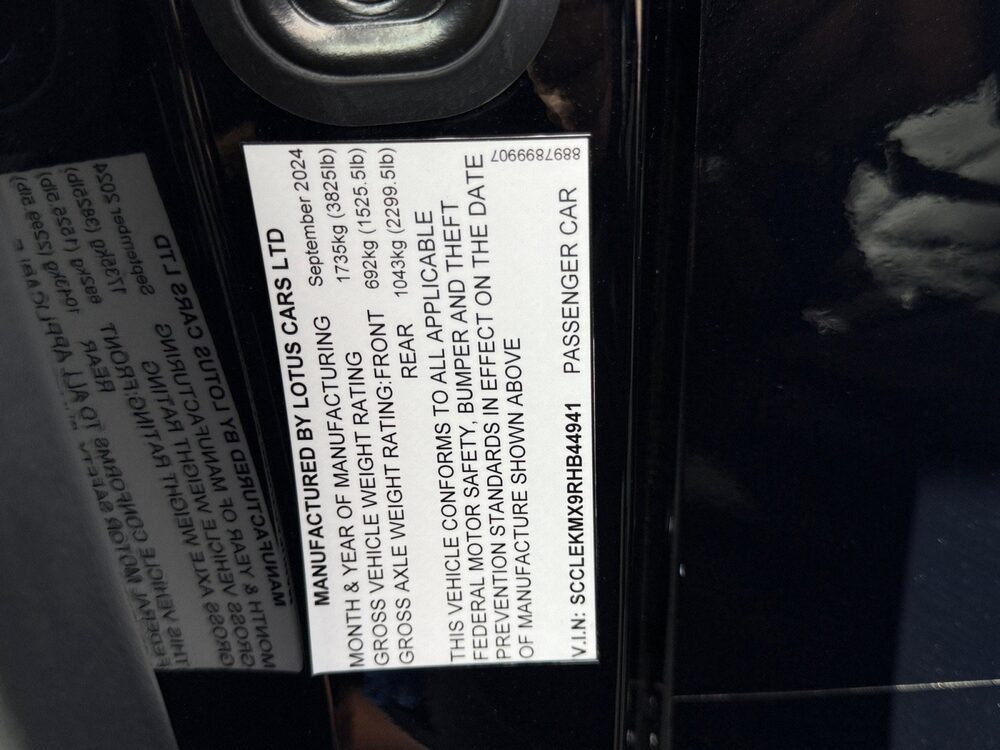 MANUFACTURED BY LOTUS CARS LTD
MONTH & YEAR OF MANUFACTURING September 2024
GROSS VEHICLE WEIGHT RATING 1735kg (3825lb)
GROSS AXLE WEIGHT RATING:FRONT 692kg (1525.5lb)
REAR 1043kg (2299.5lb)
THIS VEHICLE CONFORMS TO ALL APPLICABLE
FEDERAL MOTOR SAFETY, BUMPER AND THEFT
PREVENTION STANDARDS IN EFFECT ON THE DATE
OF MANUFACTURE SHOWN ABOVE
V.I.N: SCCLEKMX9RHB44941 PASSENGER CAR
8897899907